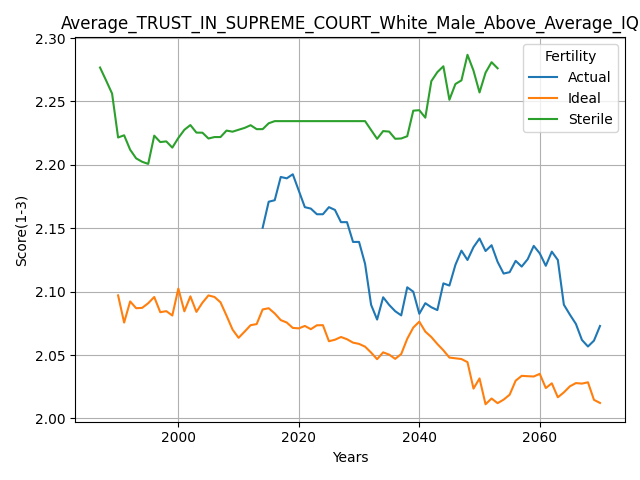 Average_TRUST_IN_SUPREME_COURT_White_Male_Above_Average_IQ
Fertility
Actual
Ideal
Sterile
Score(1-3)
2.30
2.25
2.20
2.15
2.10
2.05
2.00
2000
2020
2040
2060
Years